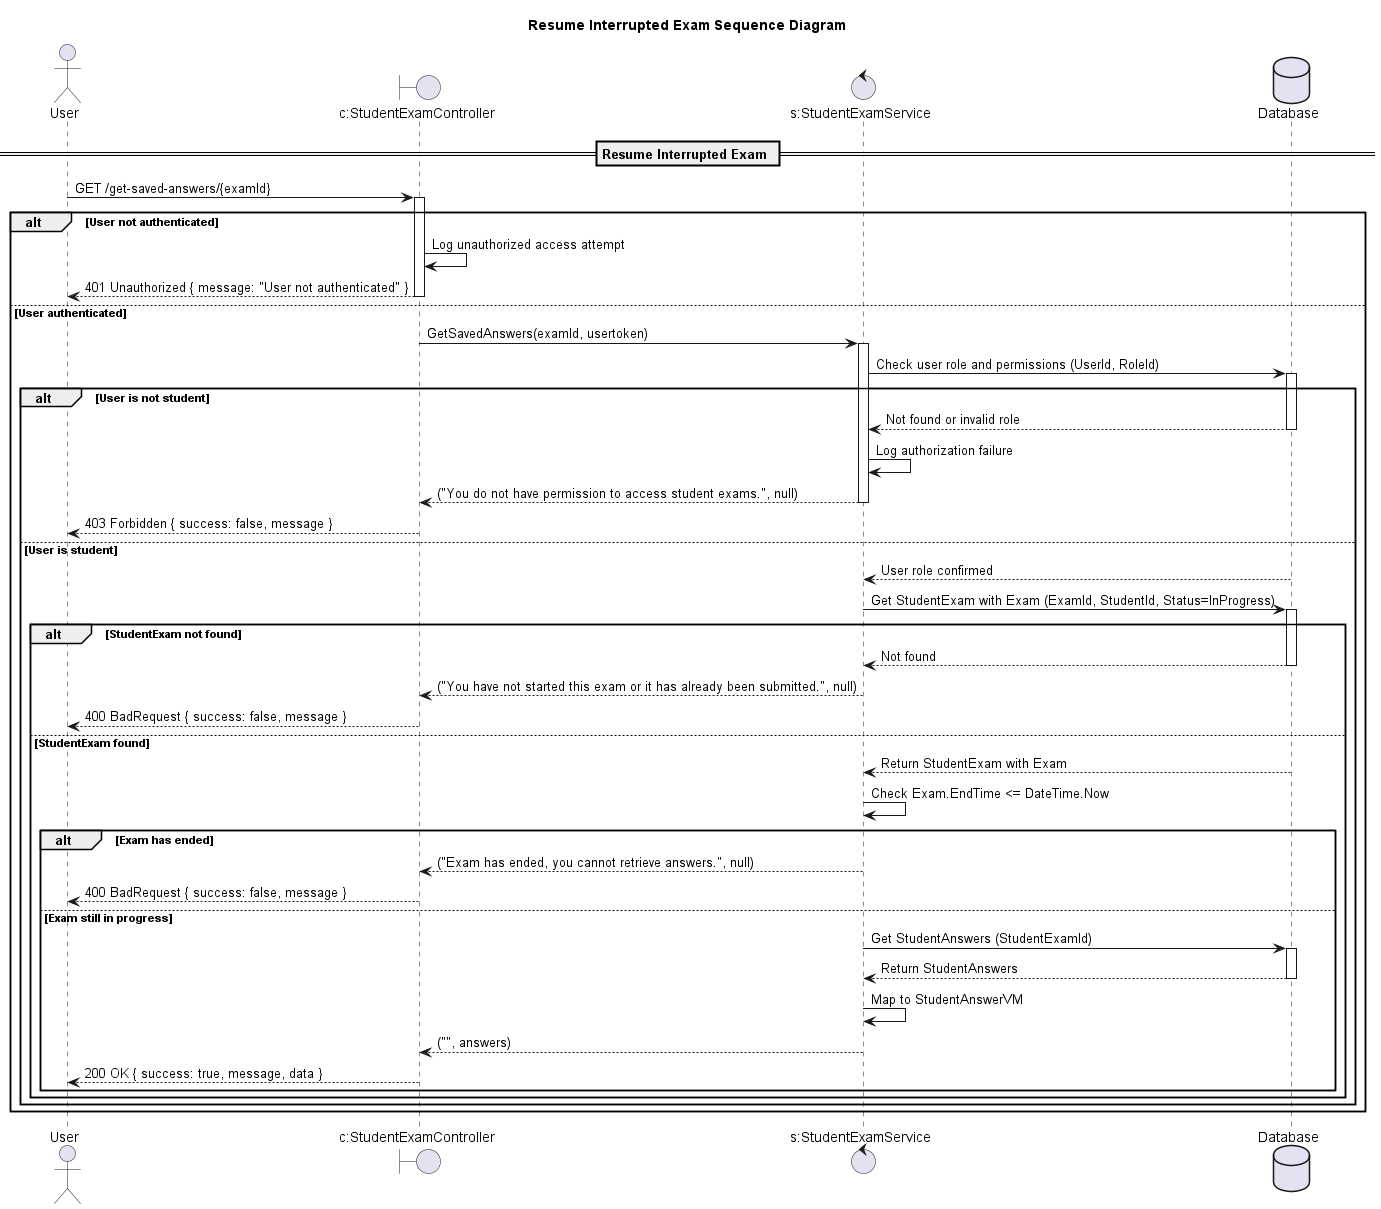 Resume Interrupted Exam Sequence Diagram
User
c:StudentExamController
s:StudentExamService
Database
Resume Interrupted Exam
GET /get-saved-answers/{examId}
alt
[User not authenticated]
Log unauthorized access attempt
401 Unauthorized { message: "User not authenticated" }
[User authenticated]
GetSavedAnswers(examId, usertoken)
Check user role and permissions (UserId, RoleId)
alt
[User is not student]
Not found or invalid role
Log authorization failure
("You do not have permission to access student exams.", null)
403 Forbidden { success: false, message }
[User is student]
User role confirmed
Get StudentExam with Exam (ExamId, StudentId, Status=InProgress)
alt
[StudentExam not found]
Not found
("You have not started this exam or it has already been submitted.", null)
400 BadRequest { success: false, message }
[StudentExam found]
Return StudentExam with Exam
Check Exam.EndTime <= DateTime.Now
alt
[Exam has ended]
("Exam has ended, you cannot retrieve answers.", null)
400 BadRequest { success: false, message }
[Exam still in progress]
Get StudentAnswers (StudentExamId)
Return StudentAnswers
Map to StudentAnswerVM
("", answers)
200 OK { success: true, message, data }
User
c:StudentExamController
s:StudentExamService
Database